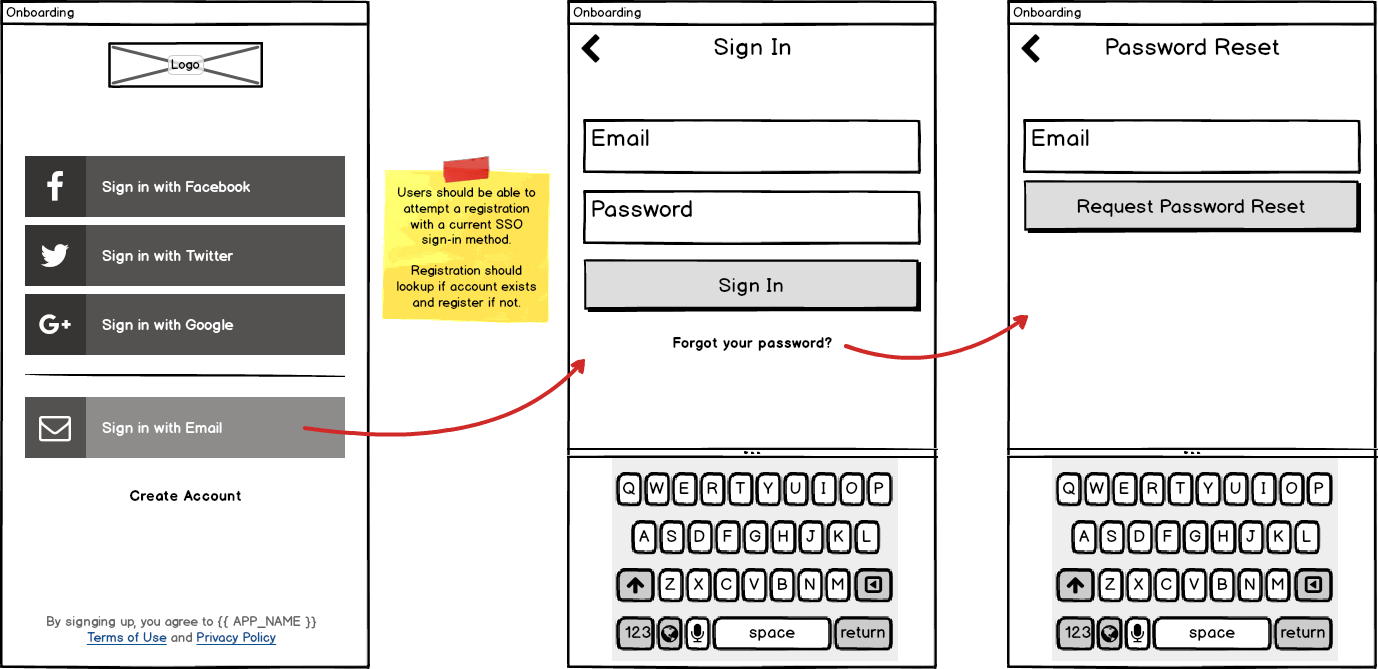 Onboarding
Logo
Sign in with Facebook
Sign in with Twitter
G+
Sign in with Google
Sign in with Email
Create Account
By signging up, you agree to {{ APP_NAME }}
Terms of Use and Privacy Policy
Users should be able to
attempt a registration
with a current SSO
sign-in method.
Registration should
lookup if account exists
and register if not.
Onboarding
Sign In
Email
Password
Sign In
Forgot your password?
Q W E R T Y U I O P
A S D F G H J K L
Z X C V B N M
123 space return
Onboarding
Password Reset
Email
Request Password Reset
Q W E R T Y U I O P
A S D F G H J K L
Z X C V B N M
123 space return